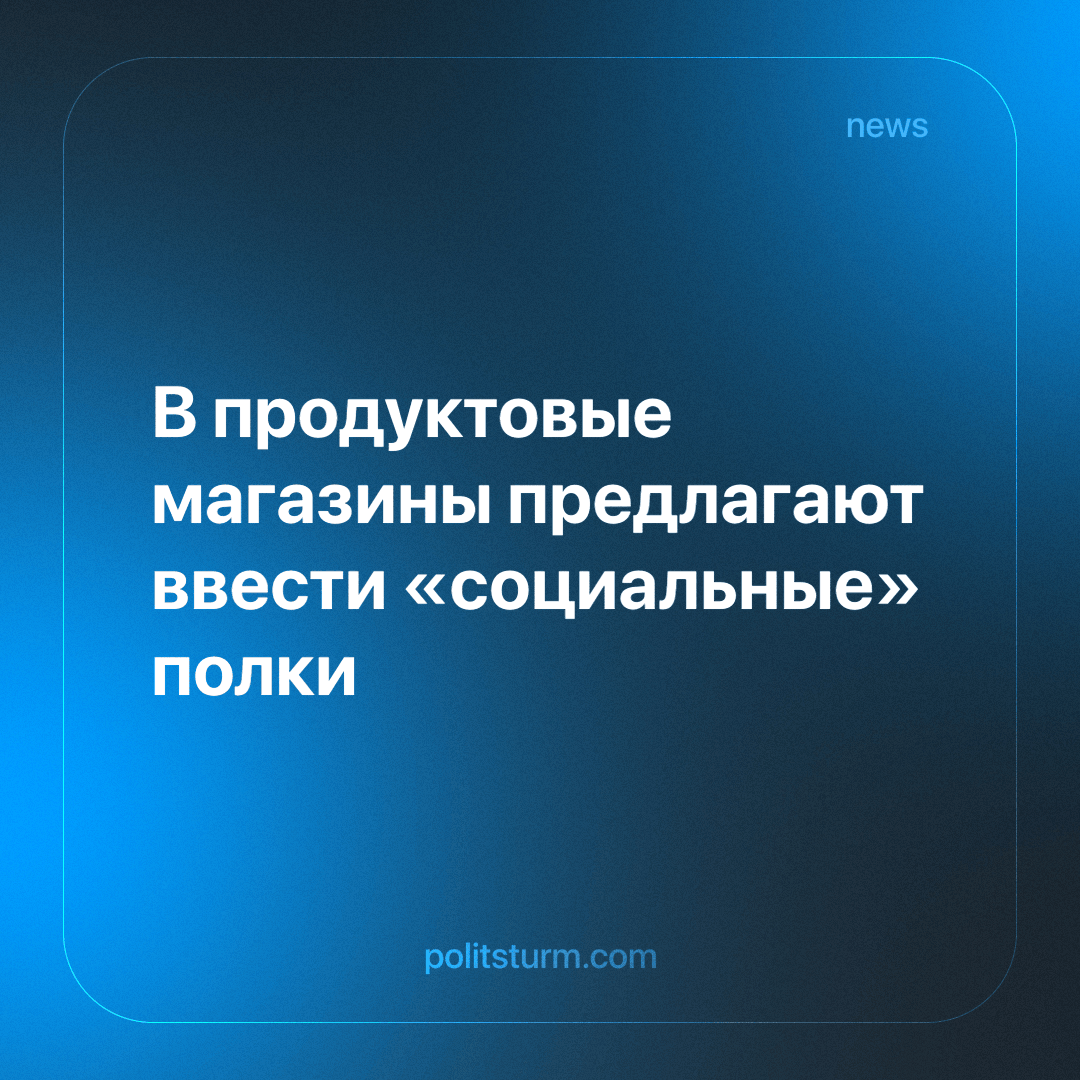 news
В продуктовые
магазины предлагают
ввести «социальные»
полки
politsturm.com